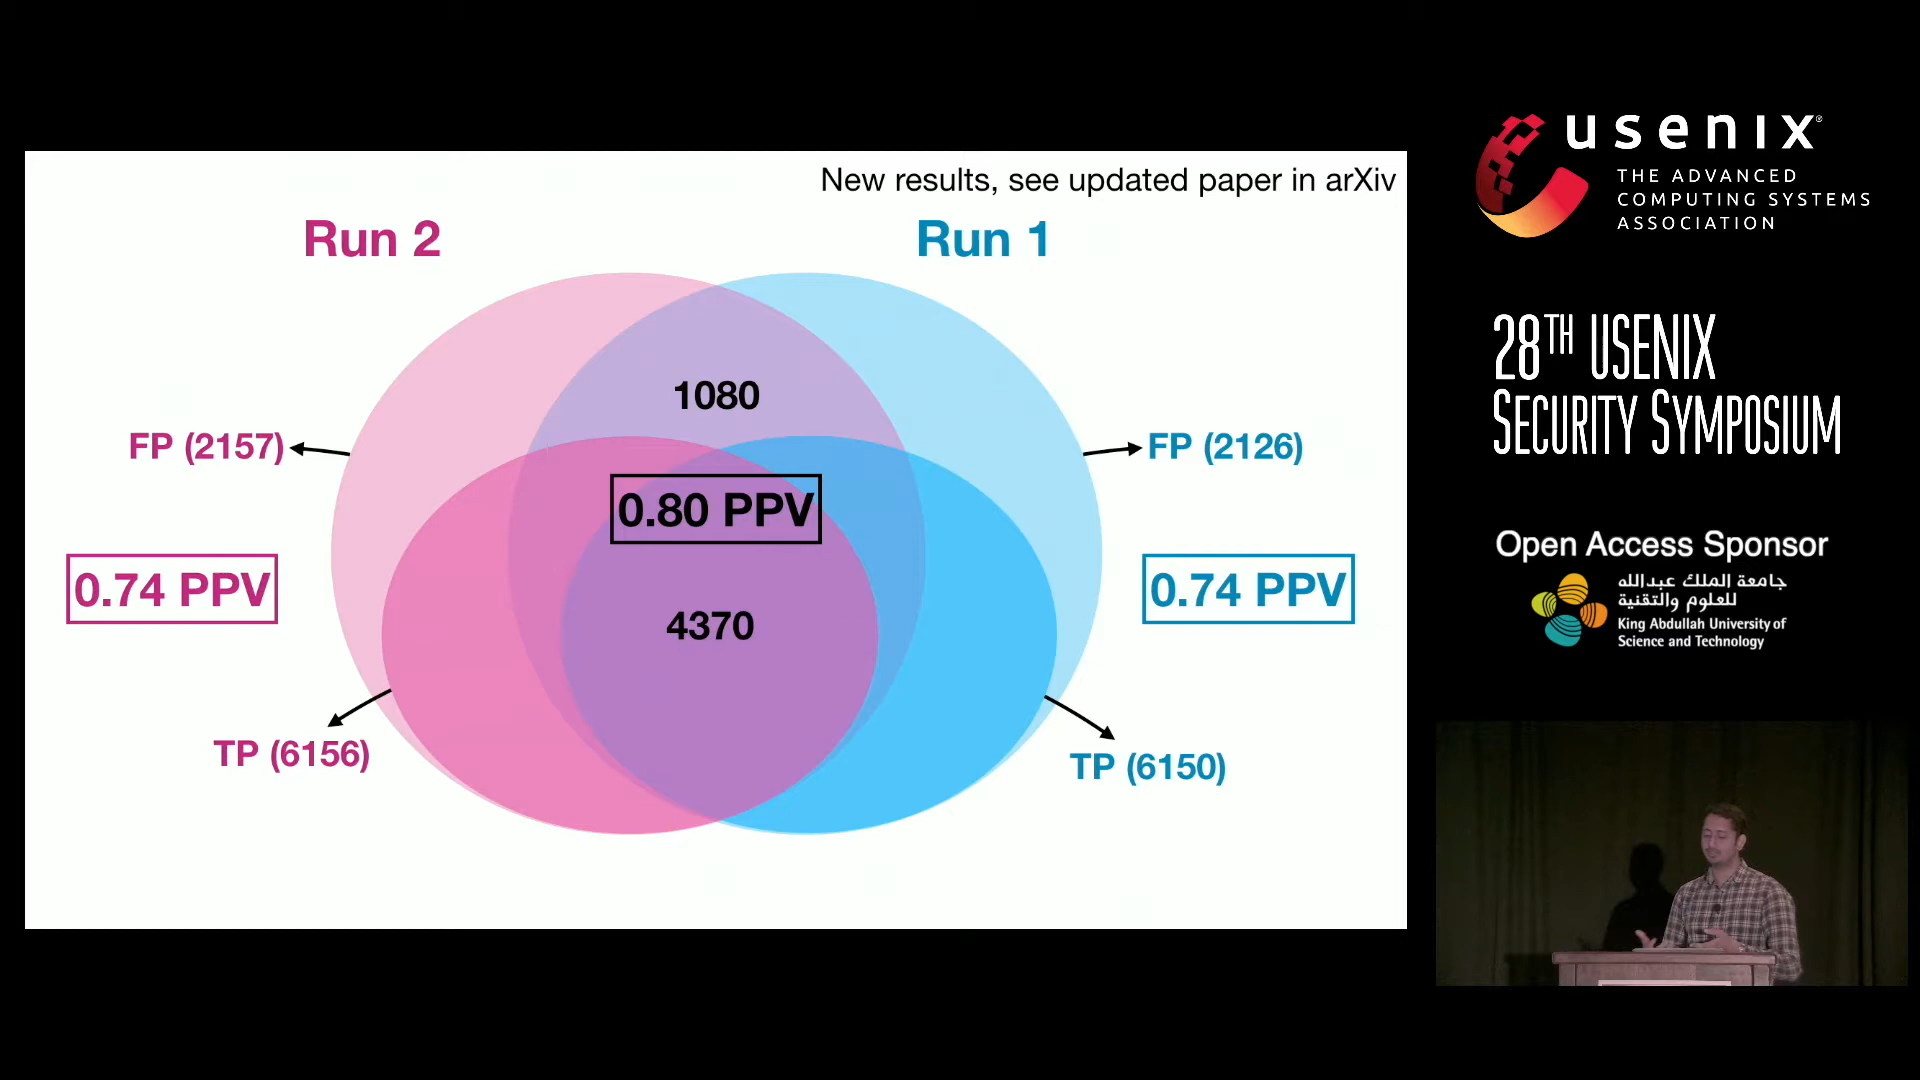 New results, see updated paper in arXiv
Run 2
Run 1
1080
FP (2157)
FP (2126)
0.80 PPV
0.74 PPV
0.74 PPV
4370
TP (6156)
TP (6150)
usenix®
THE ADVANCED
COMPUTING SYSTEMS
ASSOCIATION
28TH USENIX
SECURITY SYMPOSIUM
Open Access Sponsor
جامعة الملك عبدالله
للعلوم والتقنية
King Abdullah University of
Science and Technology